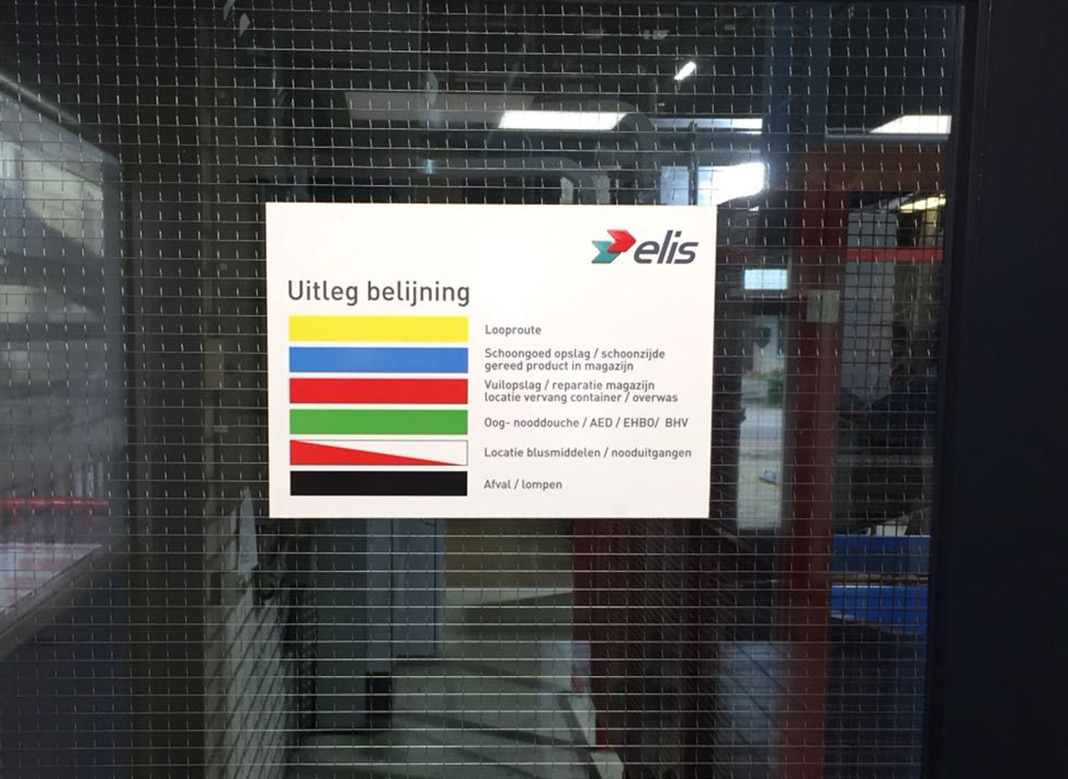 elis
Uitleg belijning
Looproute
Schoongoed opslag / schoonzijde
gereed product in magazijn
Vuilopslag / reparatie magazijn
locatie vervang container / overwas
Oog- nooddouche / AED / EHBO/ BHV
Locatie blusmiddelen / nooduitgangen
Afval / lompen